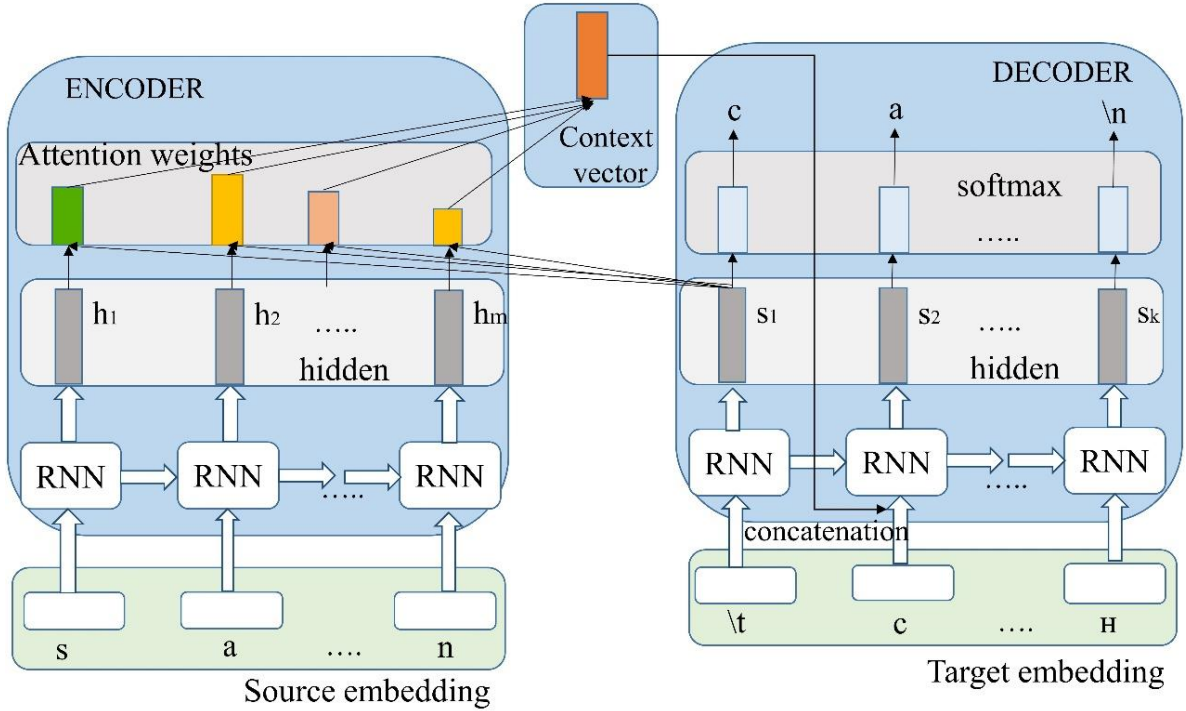 ENCODER
Attention weights
h1
h2
…..
hm
hidden
RNN
RNN
…..
RNN
s
a
….
n
Source embedding
Context
vector
DECODER
c
a
\n
softmax
…..
s1
s2
…..
sk
hidden
RNN
RNN
…..
RNN
concatenation
\t
с
….
н
Target embedding